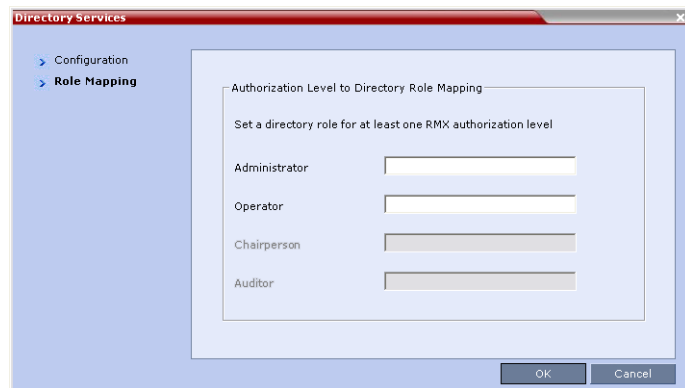 Directory Services
Configuration
Role Mapping
Authorization Level to Directory Role Mapping
Set a directory role for at least one RMX authorization level
Administrator
Operator
Chairperson
Auditor
OK
Cancel